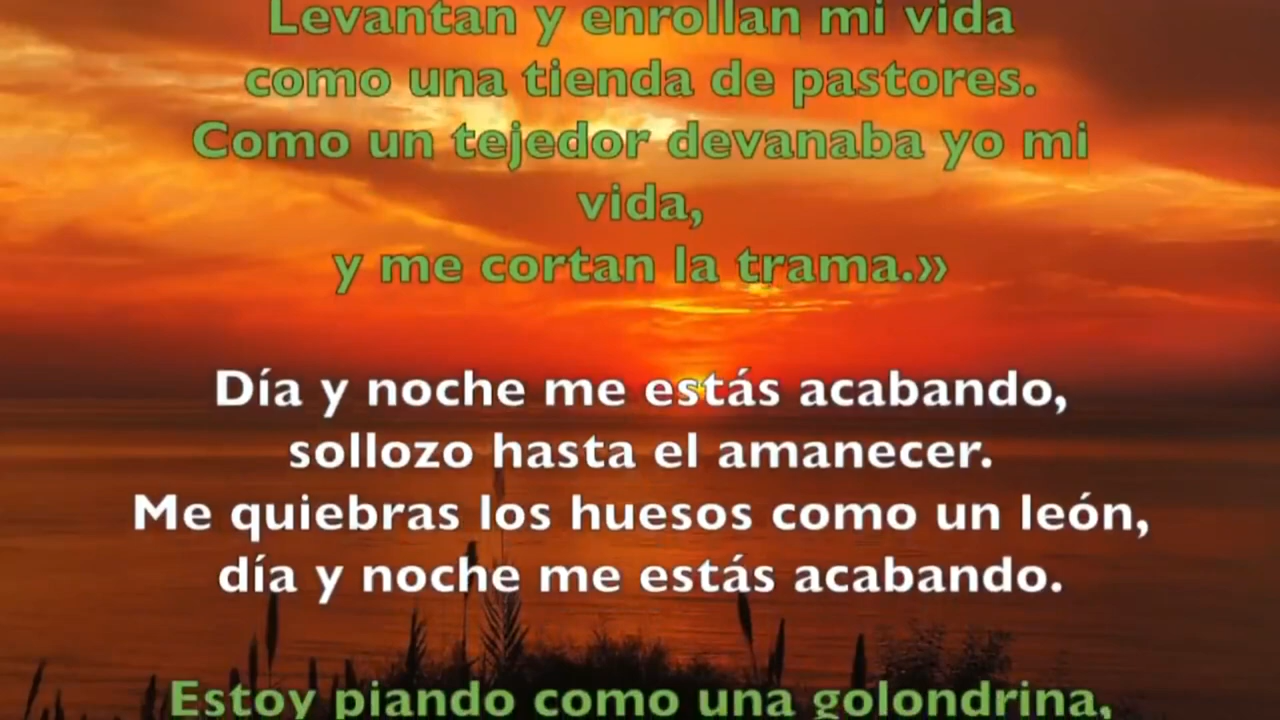 Levantan y enrollan mi vida
como una tienda de pastores.
Como un tejedor devanaba yo mi
vida,
y me cortan la trama.»
Día y noche me estás acabando,
sollozo hasta el amanecer.
Me quiebras los huesos como un león,
día y noche me estás acabando.
Estoy piando como una golondrina,